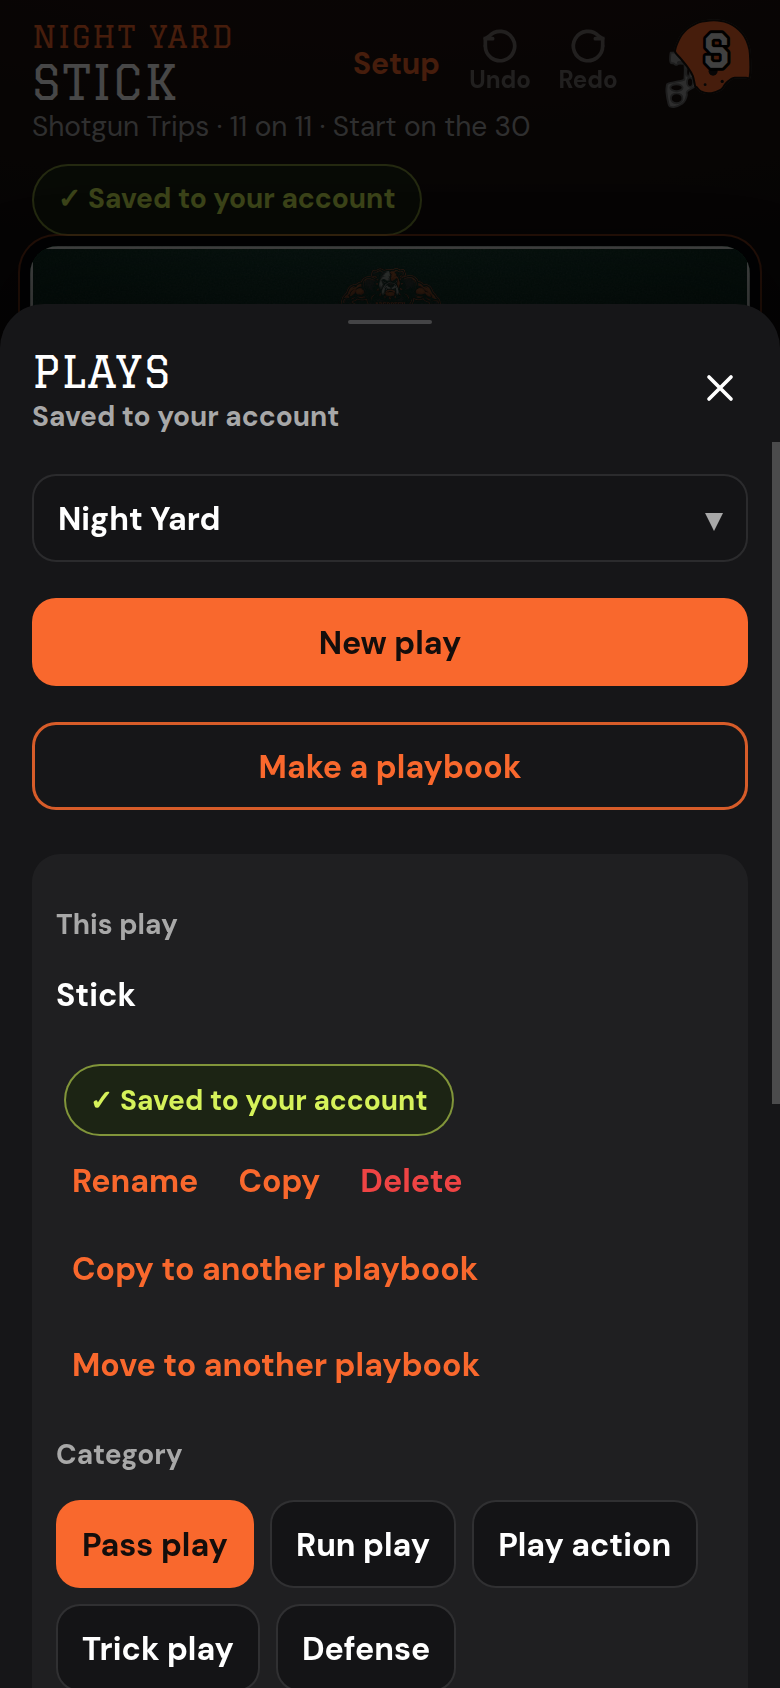 NIGHT YARD
STICK
Setup
Undo
Redo
S
Shotgun Trips · 11 on 11 · Start on the 30
✓ Saved to your account
PLAYS
Saved to your account
Night Yard
New play
Make a playbook
This play
Stick
✓ Saved to your account
Rename Copy Delete
Copy to another playbook
Move to another playbook
Category
Pass play Run play Play action
Trick play Defense